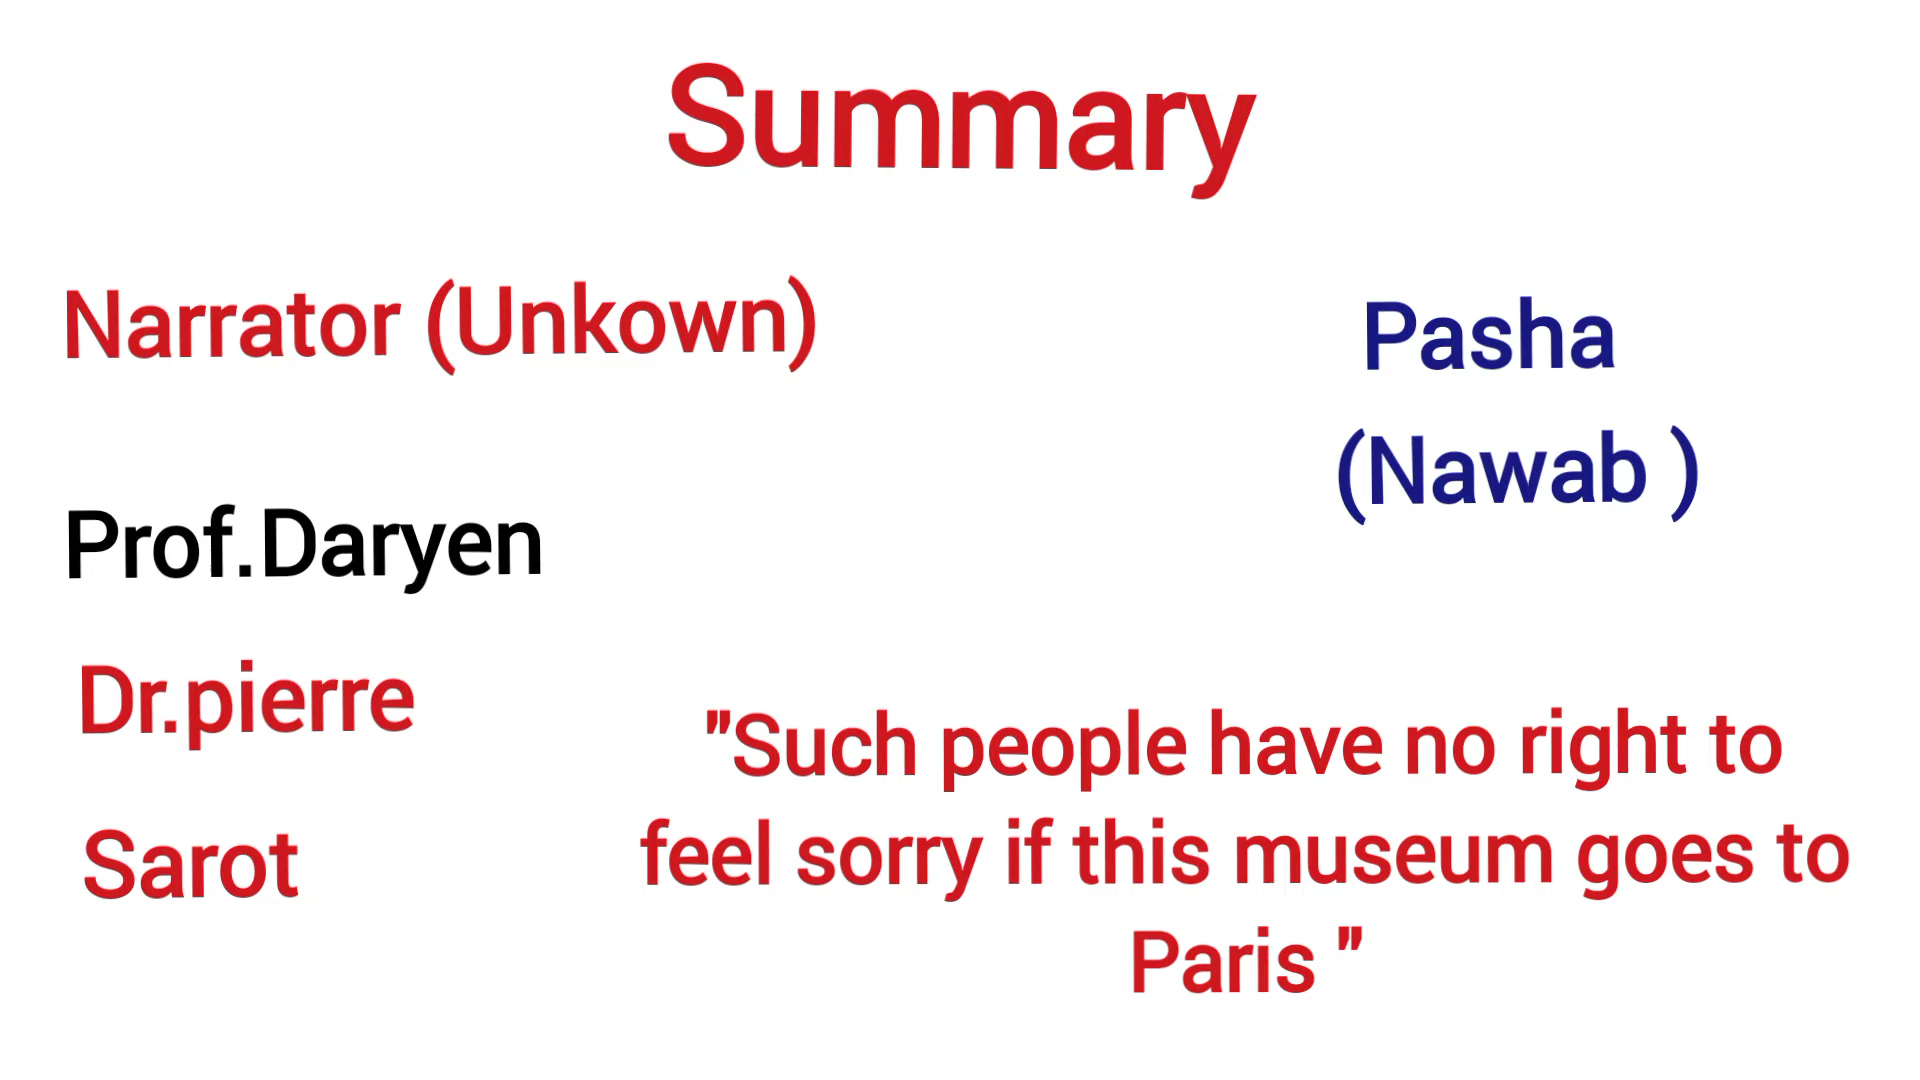 Summary
Narrator (Unkown)
Pasha
(Nawab )
Prof.Daryen
Dr.pierre
Sarot
"Such people have no right to
feel sorry if this museum goes to
Paris "